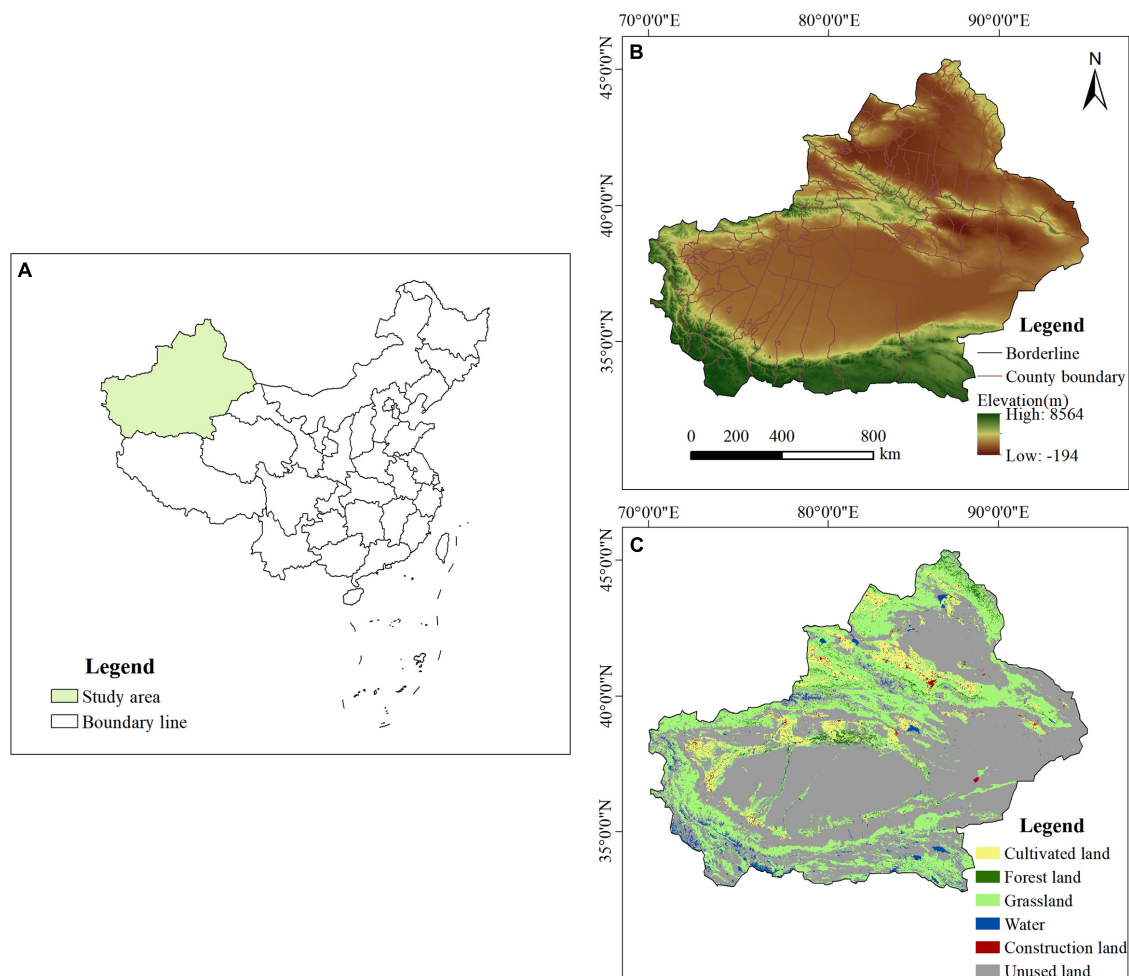 A
Legend
Study area
Boundary line
70°0'0"E 80°0'0"E 90°0'0"E
B
N
45°0'0"N
40°0'0"N
35°0'0"N
Legend
Borderline
County boundary
Elevation(m)
High: 8564
Low: -194
0 200 400 800
km
70°0'0"E 80°0'0"E 90°0'0"E
C
45°0'0"N
40°0'0"N
35°0'0"N
Legend
Cultivated land
Forest land
Grassland
Water
Construction land
Unused land